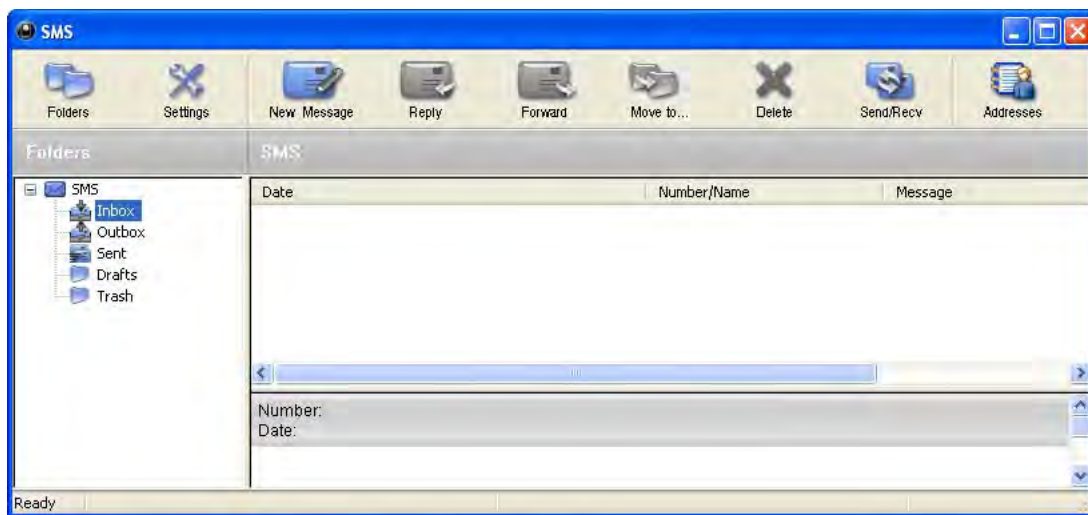 SMS
Folders Settings New Message Reply Forward Move to... Delete Send/Recv Addresses
Folders SMS
SMS
Inbox
Outbox
Sent
Drafts
Trash
Date Number/Name Message
Number:
Date:
Ready